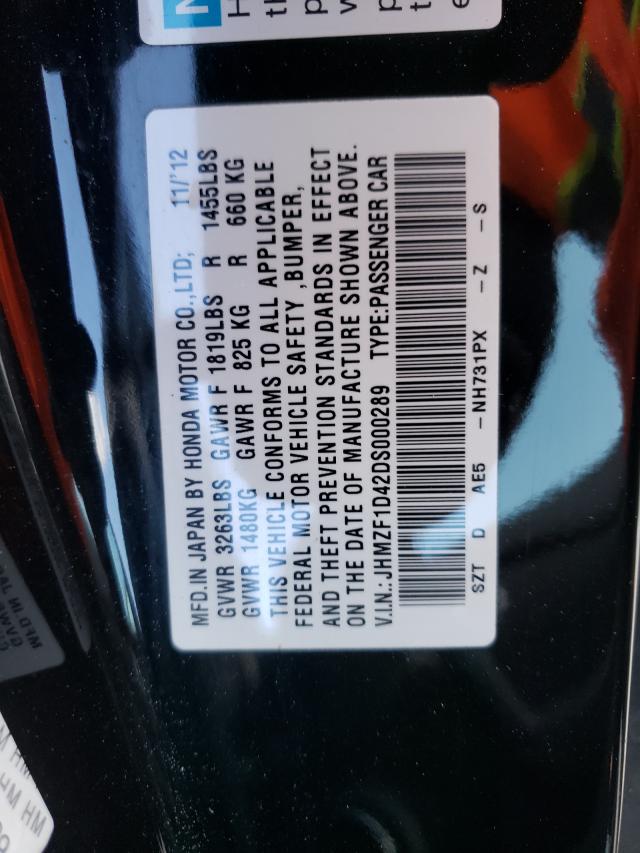 MFD.IN JAPAN BY HONDA MOTOR CO.,LTD; 11/'12
GVWR 3263LBS GAWR F 1819LBS R 1455LBS
GVWR 1480KG GAWR F 825 KG R 660 KG
THIS VEHICLE CONFORMS TO ALL APPLICABLE
FEDERAL MOTOR VEHICLE SAFETY ,BUMPER,
AND THEFT PREVENTION STANDARDS IN EFFECT
ON THE DATE OF MANUFACTURE SHOWN ABOVE.
V.I.N.: JHMZF1D42DS000289 TYPE:PASSENGER CAR
SZT D AE5 -NH731PX -Z -S
HM HM